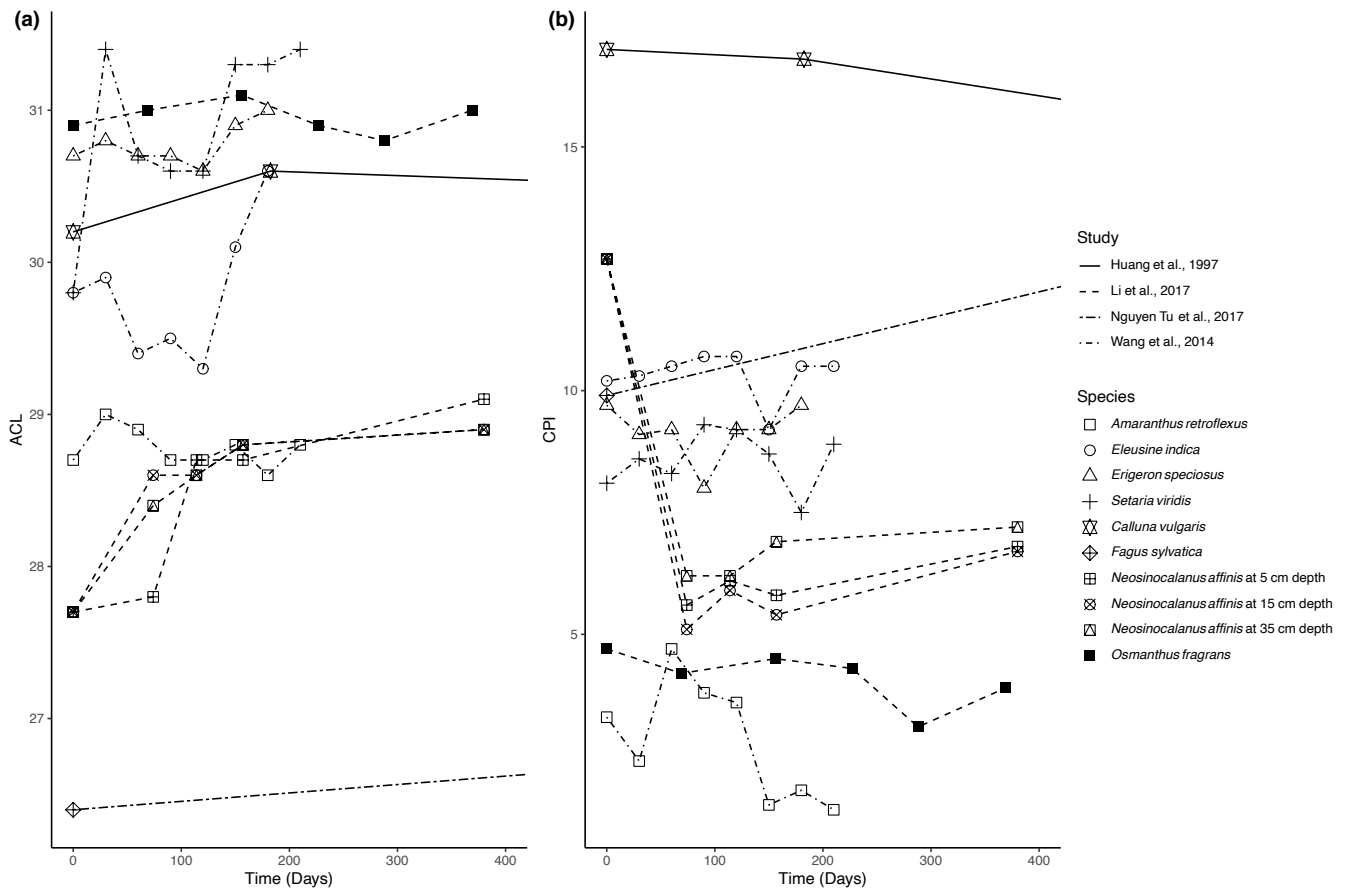 (a)
31
30
29
28
27
ACL
0
100
200
300
400
Time (Days)
(b)
15
10
5
CPI
0
100
200
300
400
Time (Days)
Study
Huang et al., 1997
Li et al., 2017
Nguyen Tu et al., 2017
Wang et al., 2014
Species
Amaranthus retroflexus
Eleusine indica
Erigeron speciosus
Setaria viridis
Calluna vulgaris
Fagus sylvatica
Neosinocalanus affinis at 5 cm depth
Neosinocalanus affinis at 15 cm depth
Neosinocalanus affinis at 35 cm depth
Osmanthus fragrans